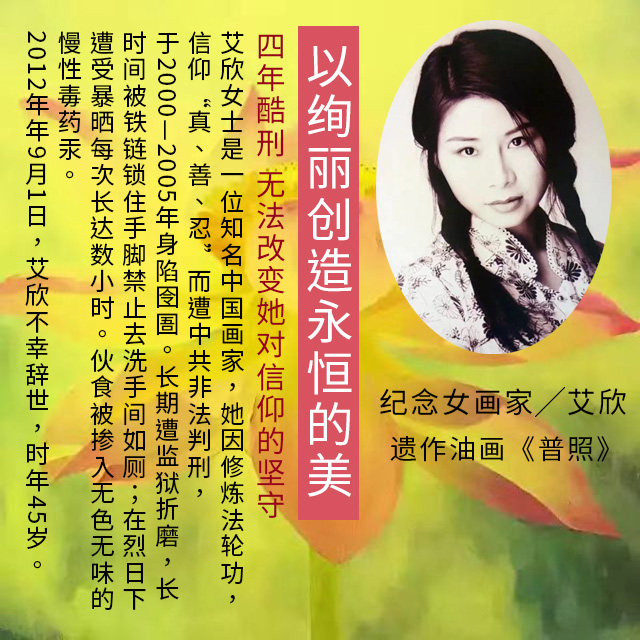 以绚丽创造永恒的美
四年酷刑 无法改变她对信仰的坚守
艾欣女士是一位知名中国画家，她因修炼法轮功，
信仰“真、善、忍”而遭中共非法判刑，
于2000—2005年身陷囹圄。长期遭监狱折磨，长
时间被铁链锁住手脚禁止去洗手间如厕；在烈日下
遭受暴晒每次长达数小时。伙食被掺入无色无味的
慢性毒药汞。
2012年年9月1日，艾欣不幸辞世，时年45岁。
纪念女画家／艾欣
遗作油画《普照》